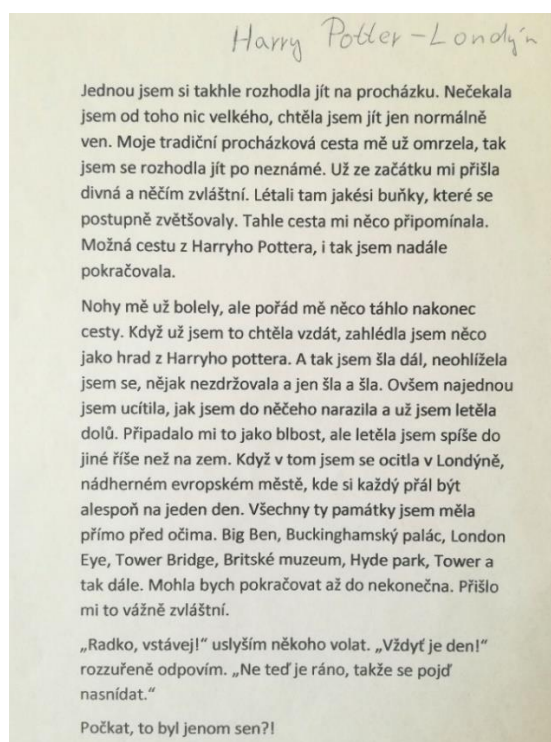 Harry Potter - Londýn
Jednou jsem si takhle rozhodla jít na procházku. Nečekala
jsem od toho nic velkého, chtěla jsem jít jen normálně
ven. Moje tradiční procházková cesta mě už omrzela, tak
jsem se rozhodla jít po neznámé. Už ze začátku mi přišla
divná a něčím zvláštní. Létali tam jakési buňky, které se
postupně zvětšovaly. Tahle cesta mi něco připomínala.
Možná cestu z Harryho Pottera, i tak jsem nadále
pokračovala.
Nohy mě už bolely, ale pořád mě něco táhlo nakonec
cesty. Když už jsem to chtěla vzdát, zahlédla jsem něco
jako hrad z Harryho pottera. A tak jsem šla dál, neohlížela
jsem se, nějak nezdržovala a jen šla a šla. Ovšem najednou
jsem ucítila, jak jsem do něčeho narazila a už jsem letěla
dolů. Připadalo mi to jako blbost, ale letěla jsem spíše do
jiné říše než na zem. Když v tom jsem se ocitla v Londýně,
nádherném evropském městě, kde si každý přál být
alespoň na jeden den. Všechny ty památky jsem měla
přímo před očima. Big Ben, Buckinghamský palác, London
Eye, Tower Bridge, Britské muzeum, Hyde park, Tower a
tak dále. Mohla bych pokračovat až do nekonečna. Přišlo
mi to vážně zvláštní.
„Radko, vstávej!“ uslyším někoho volat. „Vždyť je den!“
rozzuřeně odpovím. „Ne teď je ráno, takže se pojď
nasnídat.“
Počkat, to byl jenom sen?!